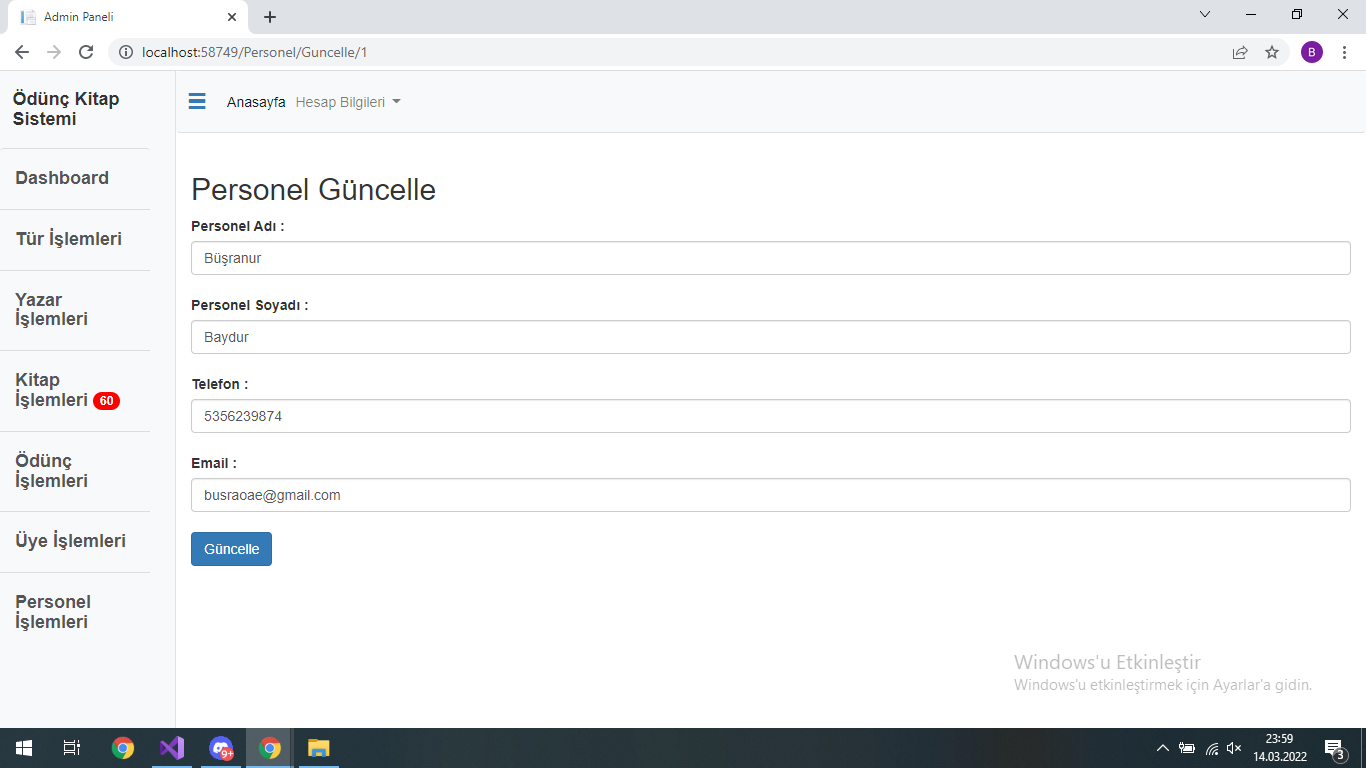 Admin Paneli
localhost:58749/Personel/Guncelle/1
B
Ödünç Kitap
Sistemi
Anasayfa Hesap Bilgileri
Dashboard
Tür İşlemleri
Yazar
İşlemleri
Kitap
İşlemleri 60
Ödünç
İşlemleri
Üye İşlemleri
Personel
İşlemleri
Personel Güncelle
Personel Adı :
Büşranur
Personel Soyadı :
Baydur
Telefon :
5356239874
Email :
busraoae@gmail.com
Güncelle
Windows'u Etkinleştir
Windows'u etkinleştirmek için Ayarlar'a gidin.
9+
23:59
14.03.2022
3